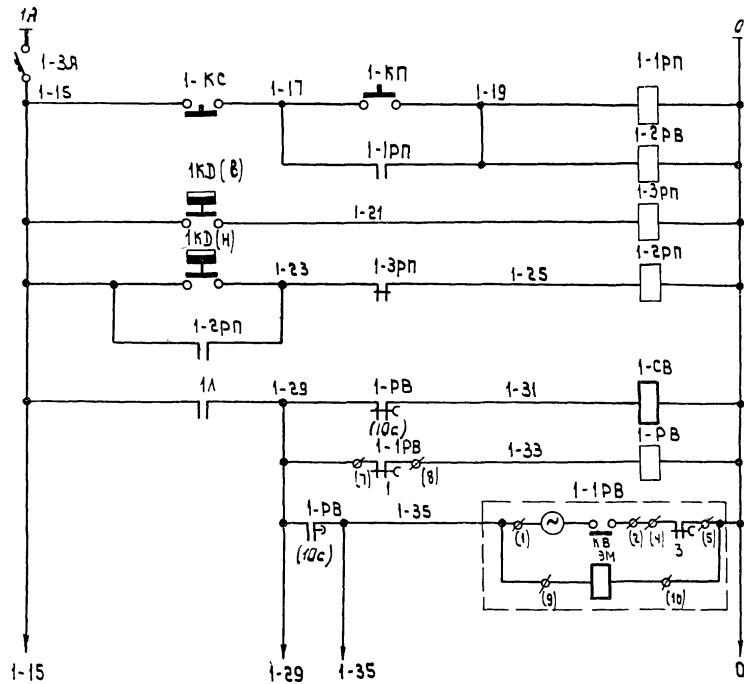 1Я 0
1-3Я
1-15 1-КС 1-17 1-КП 1-19 1-1РП
1-1РП 1-2РВ
1КD(В) 1-21 1-3РП
1КD(Н) 1-23 1-3РП 1-25 1-2РП
1-2РП
1Л 1-29 1-РВ 1-31 1-СВ
(10с)
1-1РВ 1-33 1-РВ
(7) 1 (8)
1-РВ 1-35 1-1РВ
(10с)
(1) ~ КВ (2) (4) 3 (5)
ЭМ
(9) (10)
1-15 1-29 1-35 0